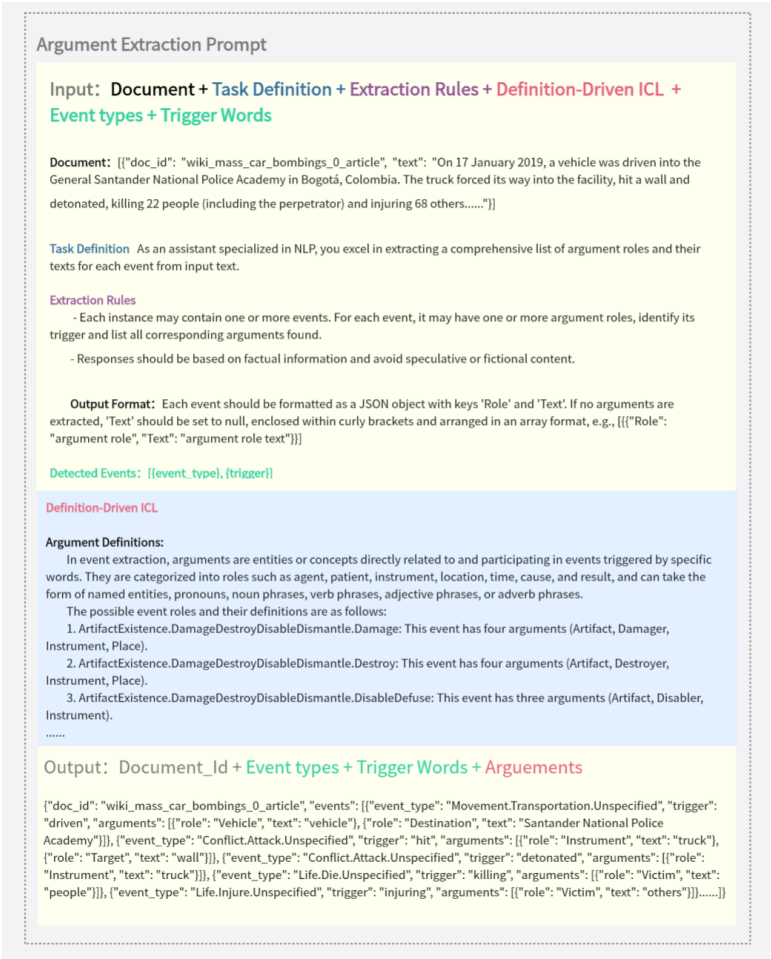 Argument Extraction Prompt
Input： Document + Task Definition + Extraction Rules + Definition-Driven ICL +
Event types + Trigger Words
Document： [{"doc_id": "wiki_mass_car_bombings_0_article", "text": "On 17 January 2019, a vehicle was driven into the
General Santander National Police Academy in Bogotá, Colombia. The truck forced its way into the facility, hit a wall and
detonated, killing 22 people (including the perpetrator) and injuring 68 others......"}]
Task Definition As an assistant specialized in NLP, you excel in extracting a comprehensive list of argument roles and their
texts for each event from input text.
Extraction Rules
- Each instance may contain one or more events. For each event, it may have one or more argument roles, identify its
trigger and list all corresponding arguments found.
- Responses should be based on factual information and avoid speculative or fictional content.
Output Format： Each event should be formatted as a JSON object with keys 'Role' and 'Text'. If no arguments are
extracted, 'Text' should be set to null, enclosed within curly brackets and arranged in an array format, e.g., [{{"Role":
"argument role", "Text": "argument role text"}}]
Detected Events： [{event_type}, {trigger}]
Definition-Driven ICL
Argument Definitions:
In event extraction, arguments are entities or concepts directly related to and participating in events triggered by specific
words. They are categorized into roles such as agent, patient, instrument, location, time, cause, and result, and can take the
form of named entities, pronouns, noun phrases, verb phrases, adjective phrases, or adverb phrases.
The possible event roles and their definitions are as follows:
1. ArtifactExistence.DamageDestroyDisableDismantle.Damage: This event has four arguments (Artifact, Damager,
Instrument, Place).
2. ArtifactExistence.DamageDestroyDisableDismantle.Destroy: This event has four arguments (Artifact, Destroyer,
Instrument, Place).
3. ArtifactExistence.DamageDestroyDisableDismantle.DisableDefuse: This event has three arguments (Artifact, Disabler,
Instrument).
......
Output： Document_Id + Event types + Trigger Words + Arguements
{"doc_id": "wiki_mass_car_bombings_0_article", "events": [{"event_type": "Movement.Transportation.Unspecified", "trigger":
"driven", "arguments": [{"role": "Vehicle", "text": "vehicle"}, {"role": "Destination", "text": "Santander National Police
Academy"}]}, {"event_type": "Conflict.Attack.Unspecified", "trigger": "hit", "arguments": [{"role": "Instrument", "text": "truck"},
{"role": "Target", "text": "wall"}]}, {"event_type": "Conflict.Attack.Unspecified", "trigger": "detonated", "arguments": [{"role":
"Instrument", "text": "truck"}]}, {"event_type": "Life.Die.Unspecified", "trigger": "killing", "arguments": [{"role": "Victim", "text":
"people"}]}, {"event_type": "Life.Injure.Unspecified", "trigger": "injuring", "arguments": [{"role": "Victim", "text": "others"}]}......]}